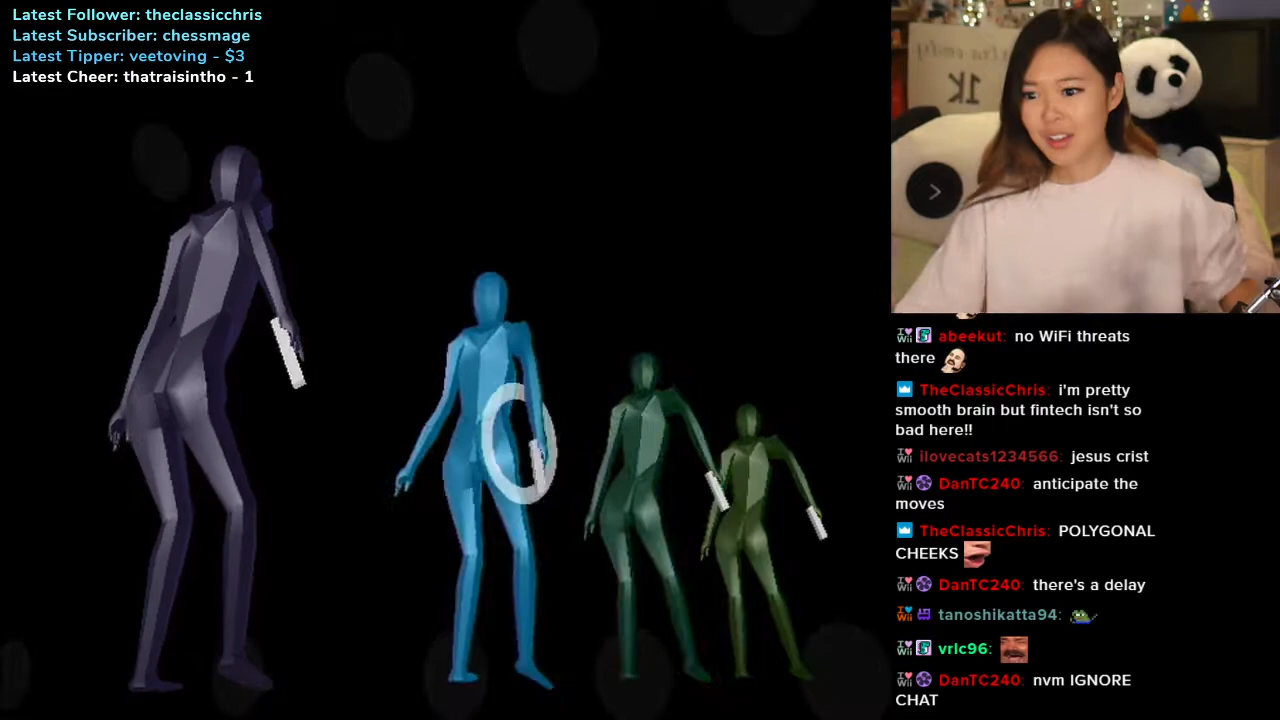 Latest Follower: theclassicchris
Latest Subscriber: chessmage
Latest Tipper: veetoving - $3
Latest Cheer: thatraisintho - 1
1K
abeekut: no WiFi threats
there
TheClassicChris: i'm pretty
smooth brain but fintech isn't so
bad here!!
ilovecats1234566: jesus crist
DanTC240: anticipate the
moves
TheClassicChris: POLYGONAL
CHEEKS
DanTC240: there's a delay
tanoshikatta94:
vrlc96:
DanTC240: nvm IGNORE
CHAT